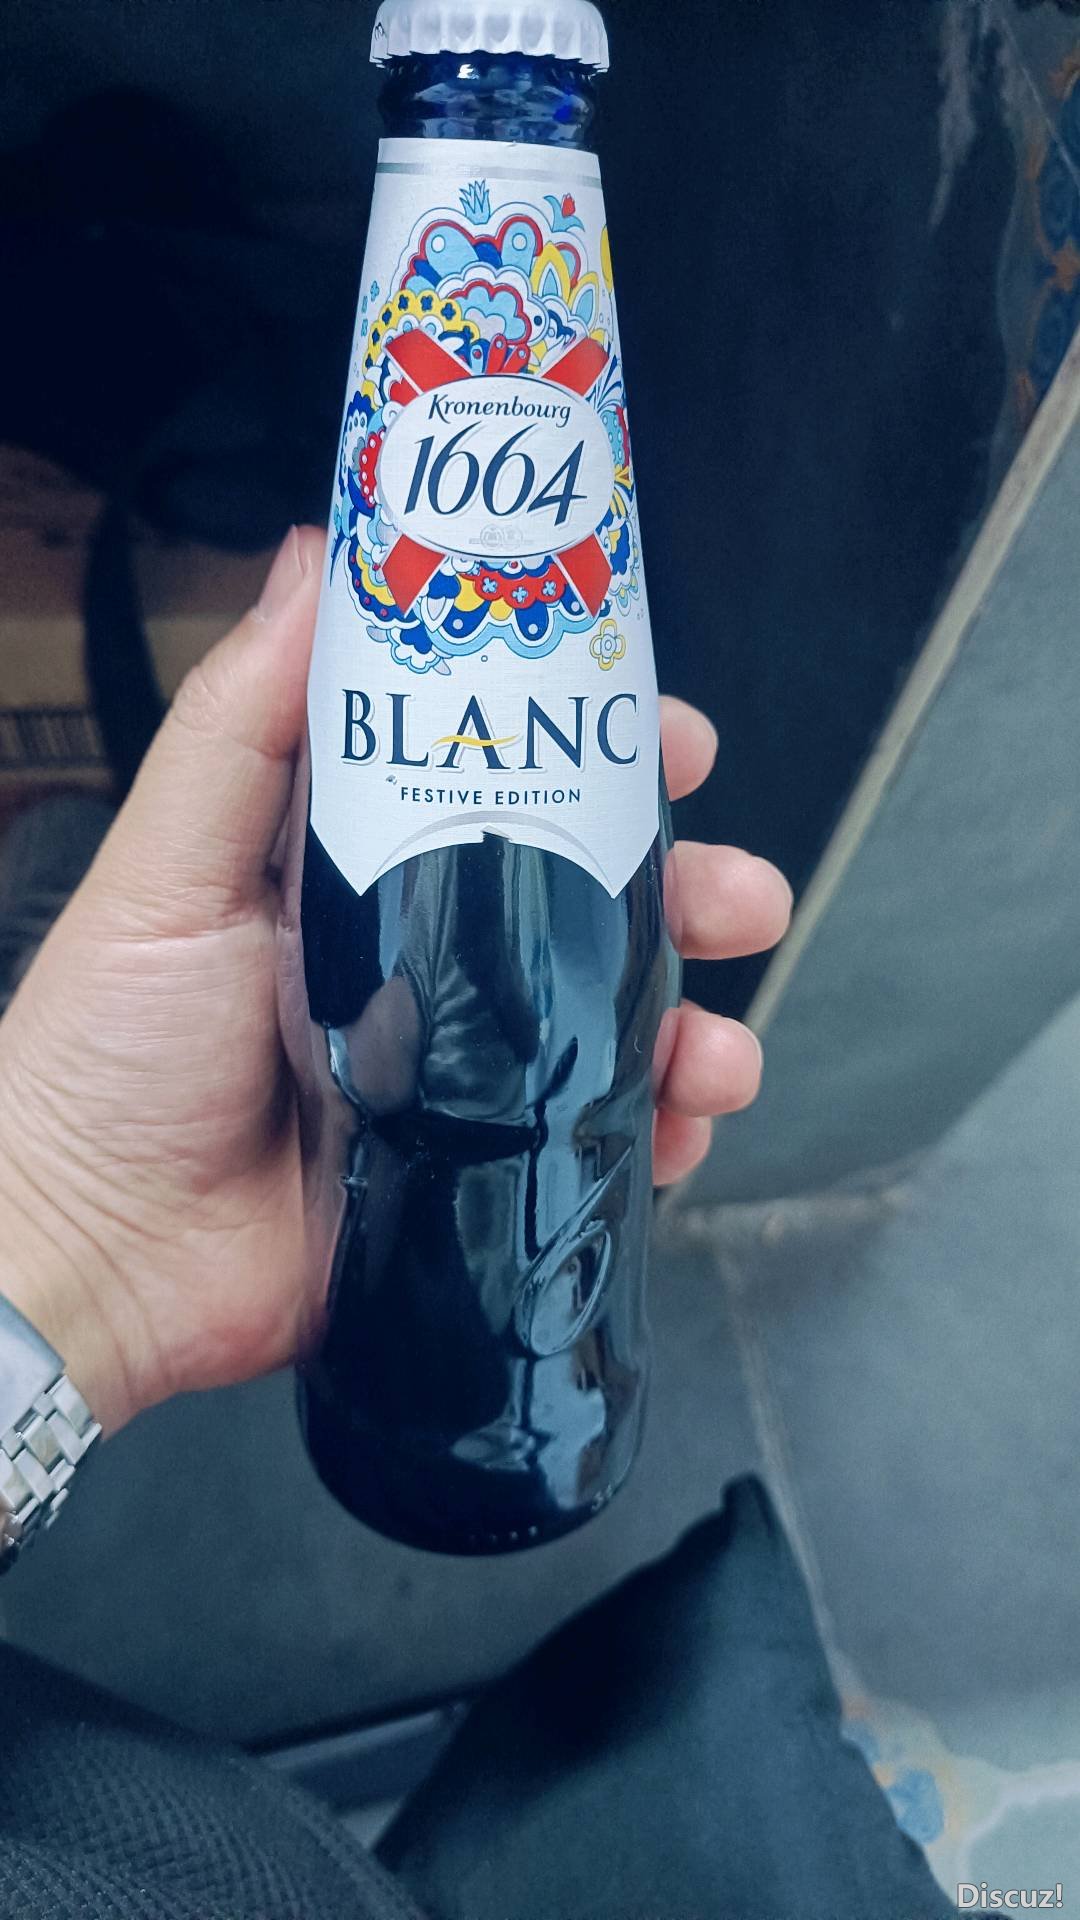 Kronenbourg
1664
BLANC
FESTIVE EDITION
Discuz!